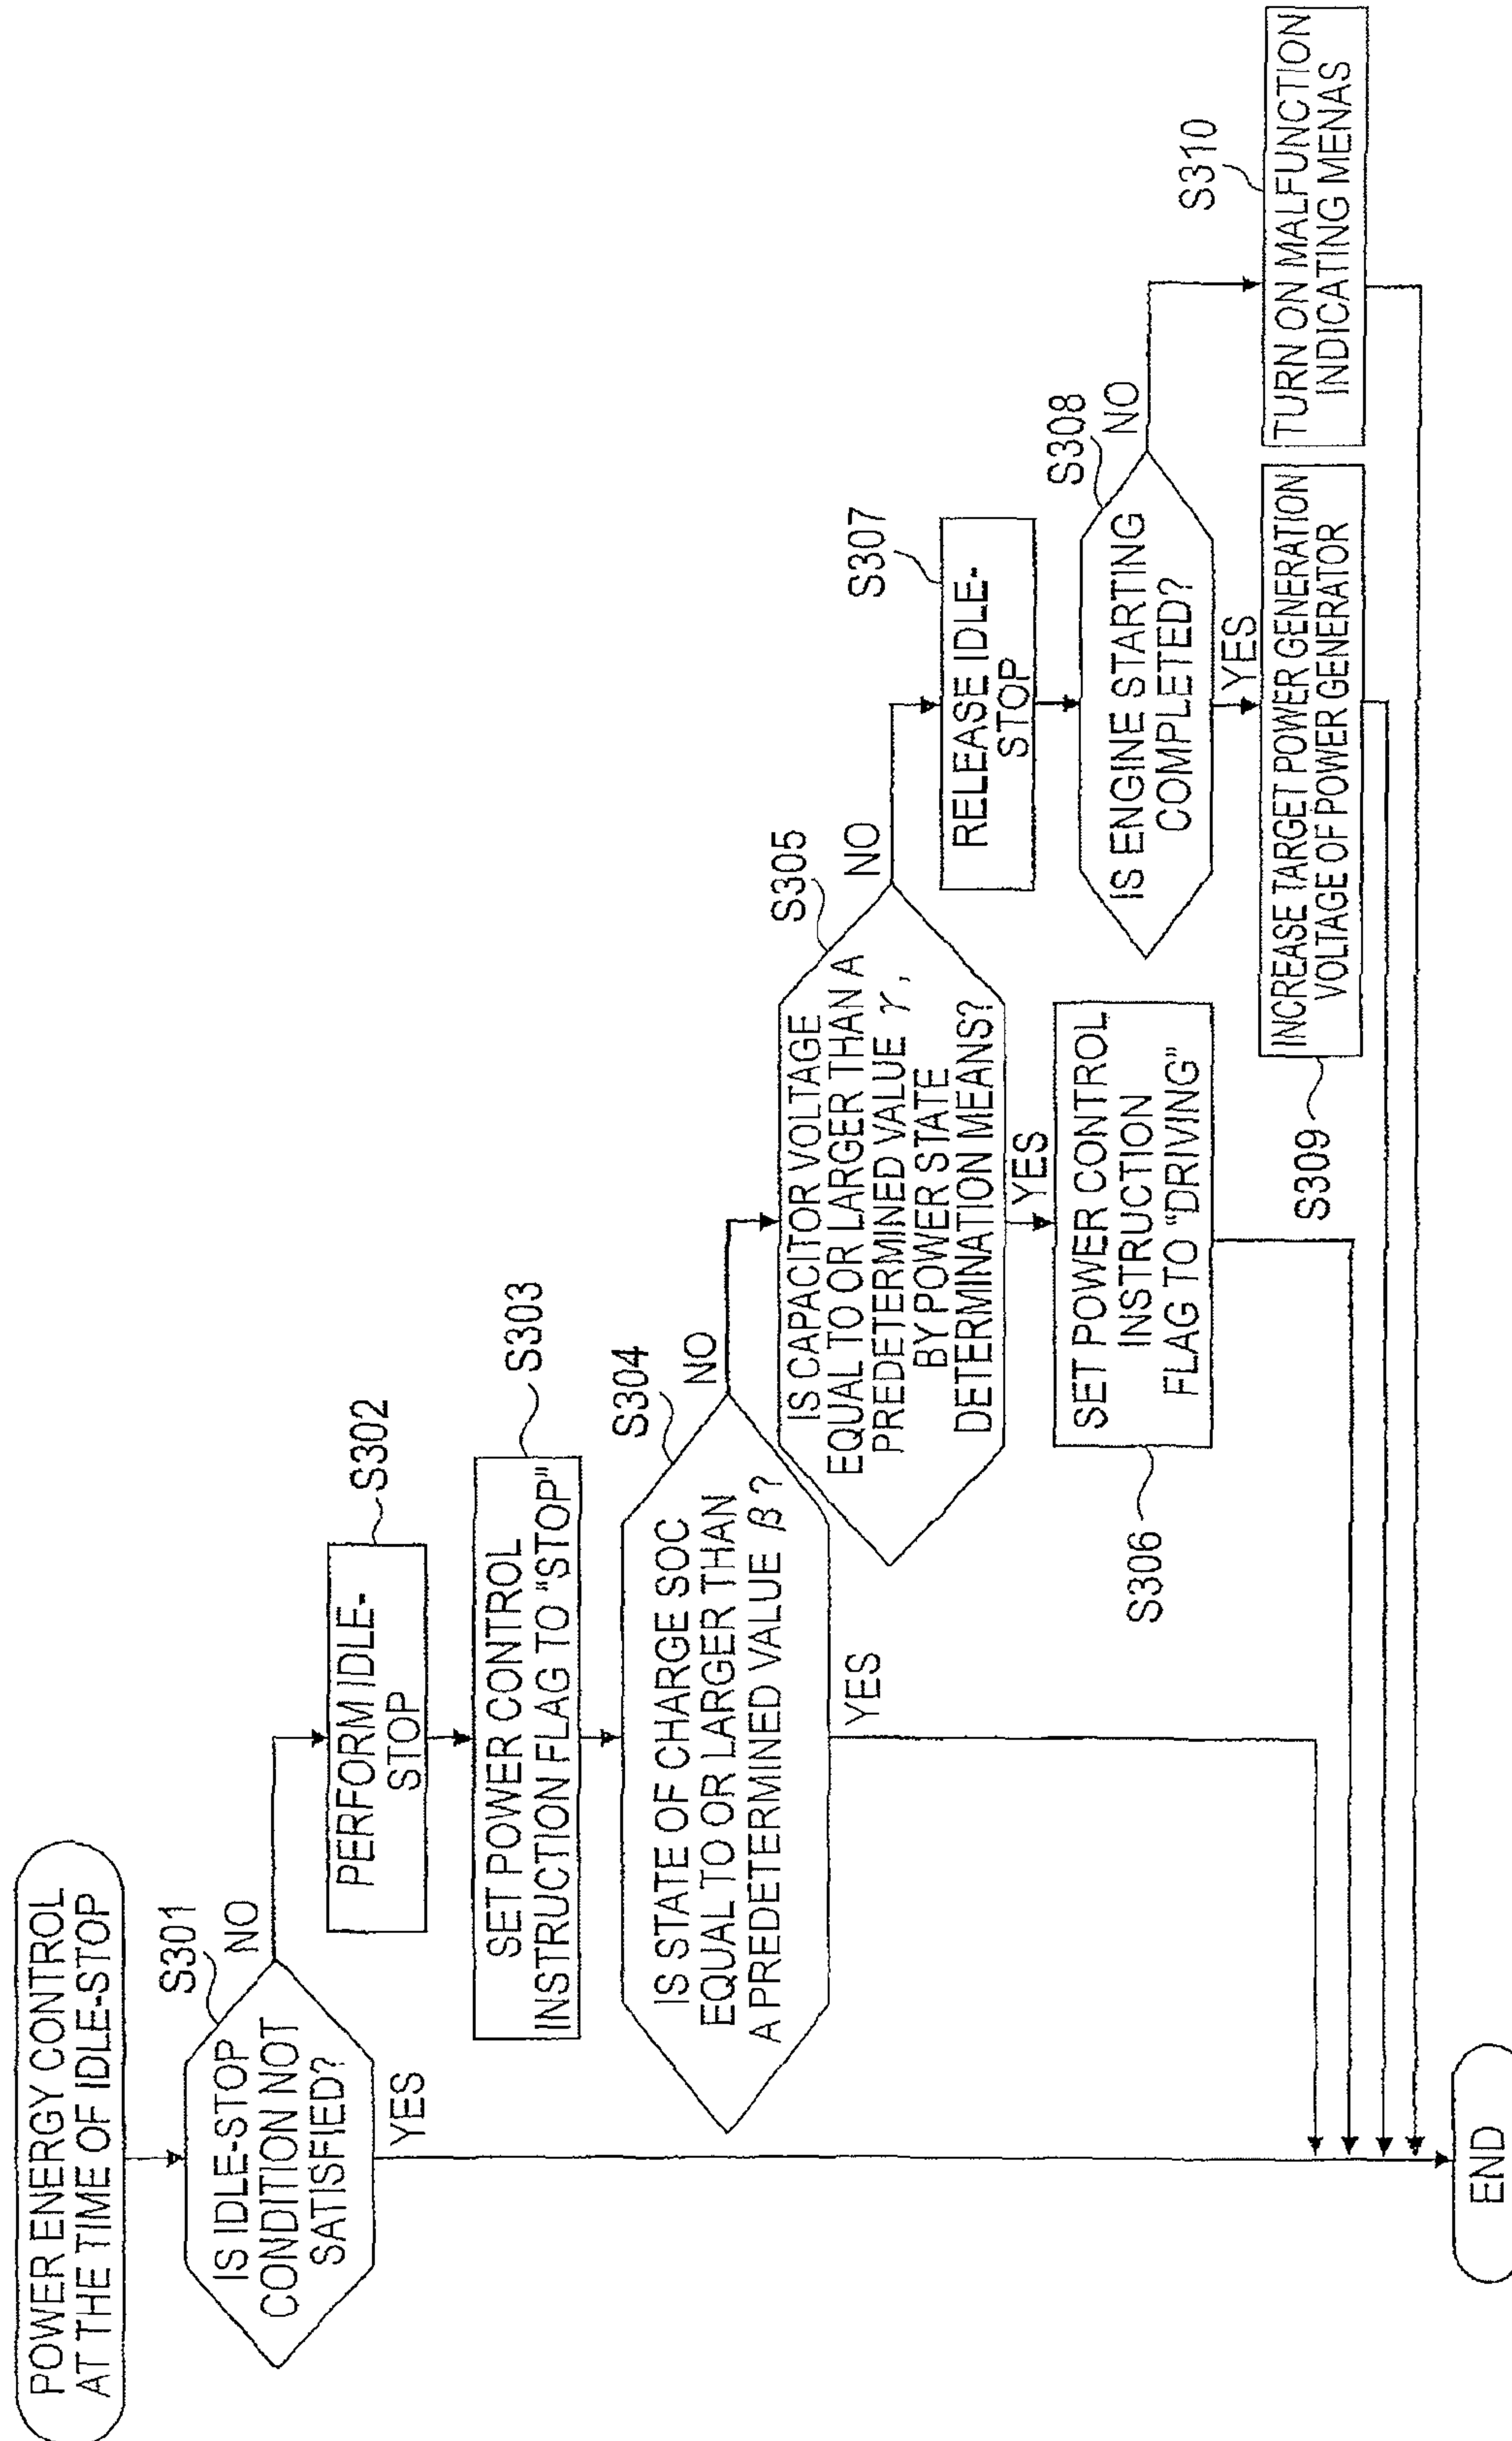 POWER ENERGY CONTROL
AT THE TIME OF IDLE-STOP
S301
IS IDLE-STOP
CONDITION NOT
SATISFIED?
NO
YES
S302
PERFORM IDLE-
STOP
S303
SET POWER CONTROL
INSTRUCTION FLAG TO "STOP"
S304
IS STATE OF CHARGE SOC
EQUAL TO OR LARGER THAN
A PREDETERMINED VALUE β?
NO
YES
S305
IS CAPACITOR VOLTAGE
EQUAL TO OR LARGER THAN A
PREDETERMINED VALUE γ,
BY POWER STATE
DETERMINATION MEANS?
NO
YES
SET POWER CONTROL
INSTRUCTION
FLAG TO "DRIVING"
S306
S307
RELEASE IDLE-
STOP
S308
IS ENGINE STARTING
COMPLETED?
NO
YES
INCREASE TARGET POWER GENERATION
VOLTAGE OF POWER GENERATOR
S309
S310
TURN ON MALFUNCTION
INDICATING MENAS
END